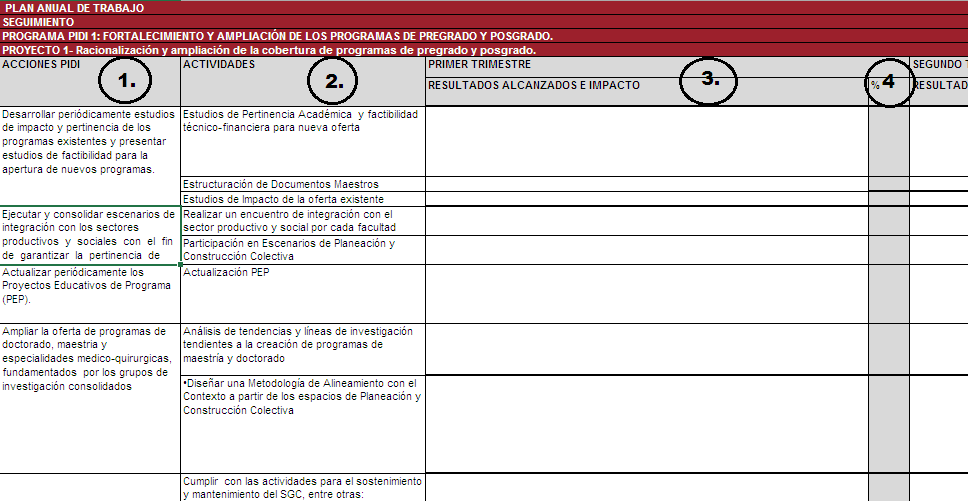 PLAN ANUAL DE TRABAJO
SEGUIMIENTO
PROGRAMA PIDI 1: FORTALECIMIENTO Y AMPLIACIÓN DE LOS PROGRAMAS DE PREGRADO Y POSGRADO.
PROYECTO 1- Racionalización y ampliación de la cobertura de programas de pregrado y posgrado.
ACCIONES PIDI
1.
ACTIVIDADES
2.
PRIMER TRIMESTRE
SEGUNDO T
RESULTADOS ALCANZADOS E IMPACTO
3.
%
4
RESULTAD
Desarrollar périódicamente estudios
de impacto y pertinencia de los
programas existentes y presentar
estudios de factibilidad para la
apertura de nuevos programas.
Estudios de Pertinencia Académica y factibilidad
técnico-financiera para nueva oferta
Estructuración de Documentos Maestros
Estudios de Impacto de la oferta existente
Ejecutar y consolidar escenarios de
integración con los sectores
productivos y sociales con el fin
de garantizar la pertinencia de
Realizar un encuentro de integración con el
sector productivo y social por cada facultad
Participación en Escenarios de Planeación y
Construcción Colectiva
Actualizar periódicamente los
Proyectos Educativos de Programa
(PEP).
Actualización PEP
Ampliar la oferta de programas de
doctorado, maestria y
especialidades medico-quirurgicas,
fundamentados por los grupos de
investigación consolidados
Análisis de tendencias y líneas de investigación
tendientes a la creación de programas de
maestría y doctorado
•Diseñar una Metodología de Alineamiento con el
Contexto a partir de los espacios de Planeación y
Construcción Colectiva
Cumplir con las actividades para el sostenimiento
y mantenimiento del SGC, entre otras: